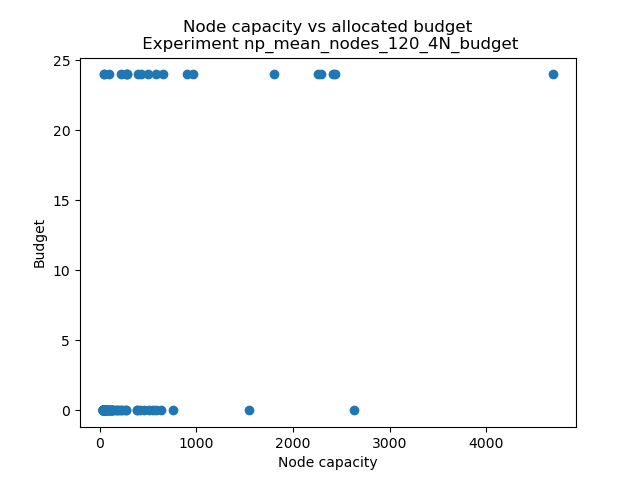 Node capacity vs allocated budget
Experiment np_mean_nodes_120_4N_budget
25
20
15
10
5
0
Budget
0 1000 2000 3000 4000
Node capacity